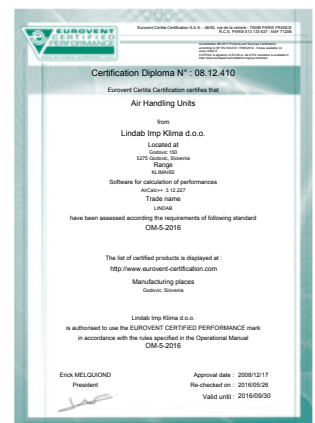 EUROVENT
CERTIFIED
PERFORMANCE
Eurovent Certita Certification S.A.S. - 48/50, rue de la victoire - 75009 PARIS FRANCE
R.C.S. PARIS 513 133 637 - NAF 7120B
Certification Diploma N° : 08.12.410
Eurovent Certita Certification certifies that
Air Handling Units
from
Lindab Imp Klima d.o.o.
Located at
Godovic 150
5275 Godovic, Slovenia
Range
KLIMAIR2
Software for calculation of performances
AirCalc++ 3.12.227
Trade name
LINDAB
have been assessed according the requirements of following standard
OM-5-2016
The list of certified products is displayed at :
http://www.eurovent-certification.com
Manufacturing places
Godovic, Slovenia
Lindab Imp Klima d.o.o.
is authorised to use the EUROVENT CERTIFIED PERFORMANCE mark
in accordance with the rules specified in the Operational Manual
OM-5-2016
Erick MELQUIOND
President
Approval date : 2008/12/17
Re-checked on : 2016/05/26
Valid until : 2016/09/30